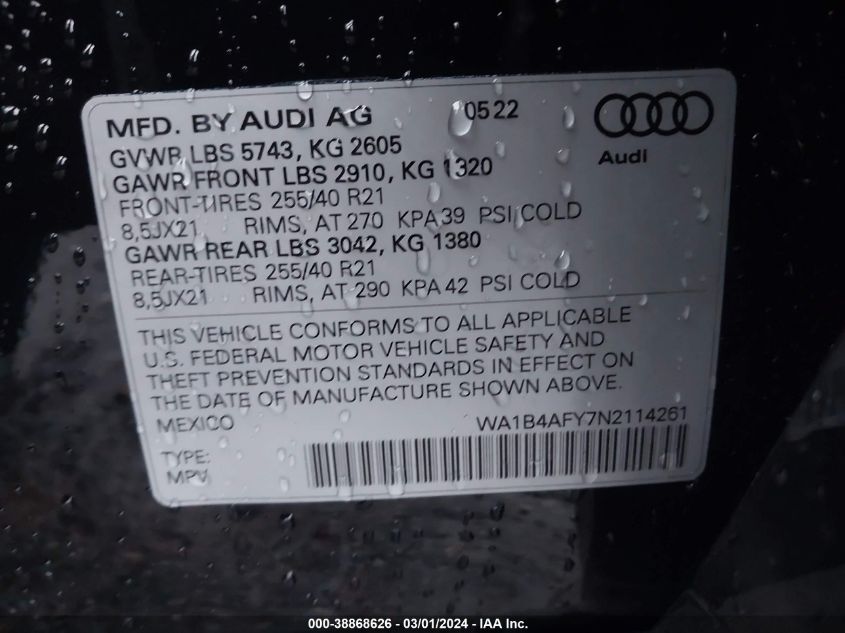 MFD. BY AUDI AG 0522
Audi
GVWR LBS 5743, KG 2605
GAWR FRONT LBS 2910, KG 1320
FRONT-TIRES 255/40 R21
8,5JX21 RIMS, AT 270 KPA 39 PSI COLD
GAWR REAR LBS 3042, KG 1380
REAR-TIRES 255/40 R21
8,5JX21 RIMS, AT 290 KPA 42 PSI COLD
THIS VEHICLE CONFORMS TO ALL APPLICABLE
U.S. FEDERAL MOTOR VEHICLE SAFETY AND
THEFT PREVENTION STANDARDS IN EFFECT ON
THE DATE OF MANUFACTURE SHOWN ABOVE.
MEXICO WA1B4AFY7N2114261
TYPE:
MPV
000-38868626 - 03/01/2024 - IAA Inc.